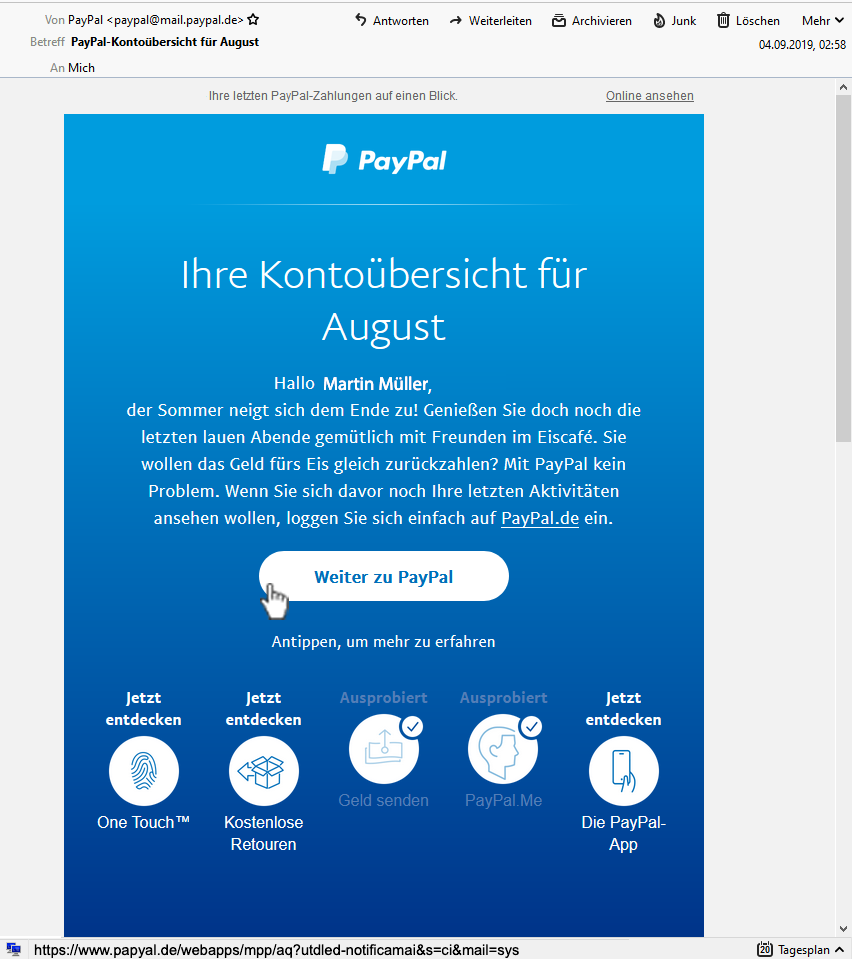 Von PayPal <paypal@mail.paypal.de> Antworten Weiterleiten Archivieren Junk Löschen Mehr
Betreff PayPal-Kontoübersicht für August 04.09.2019, 02:58
An Mich
Ihre letzten PayPal-Zahlungen auf einen Blick. Online ansehen
PayPal
Ihre Kontoübersicht für
August
Hallo Martin Müller,
der Sommer neigt sich dem Ende zu! Genießen Sie doch noch die
letzten lauen Abende gemütlich mit Freunden im Eiscafé. Sie
wollen das Geld fürs Eis gleich zurückzahlen? Mit PayPal kein
Problem. Wenn Sie sich davor noch Ihre letzten Aktivitäten
ansehen wollen, loggen Sie sich einfach auf PayPal.de ein.
Weiter zu PayPal
Antippen, um mehr zu erfahren
Jetzt
entdecken
One Touch™
Jetzt
entdecken
Kostenlose
Retouren
Ausprobiert
Geld senden
Ausprobiert
PayPal.Me
Jetzt
entdecken
Die PayPal-
App
https://www.papyal.de/webapps/mpp/aq?utdled-notificamai&s=ci&mail=sys 20 Tagesplan